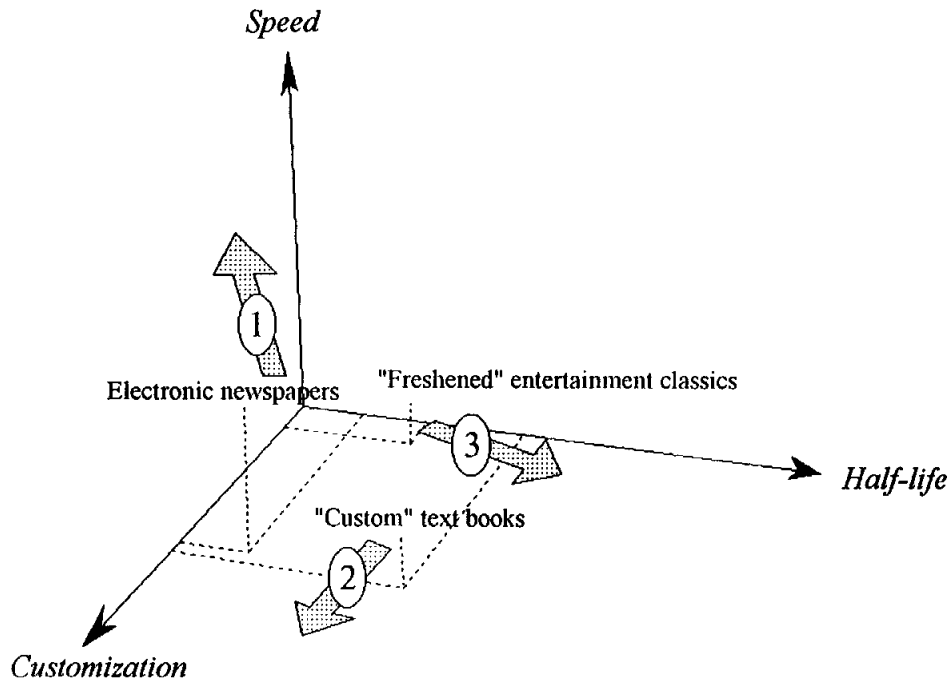 Speed
1
Electronic newspapers
"Freshened" entertainment classics
3
Half-life
"Custom" text books
2
Customization